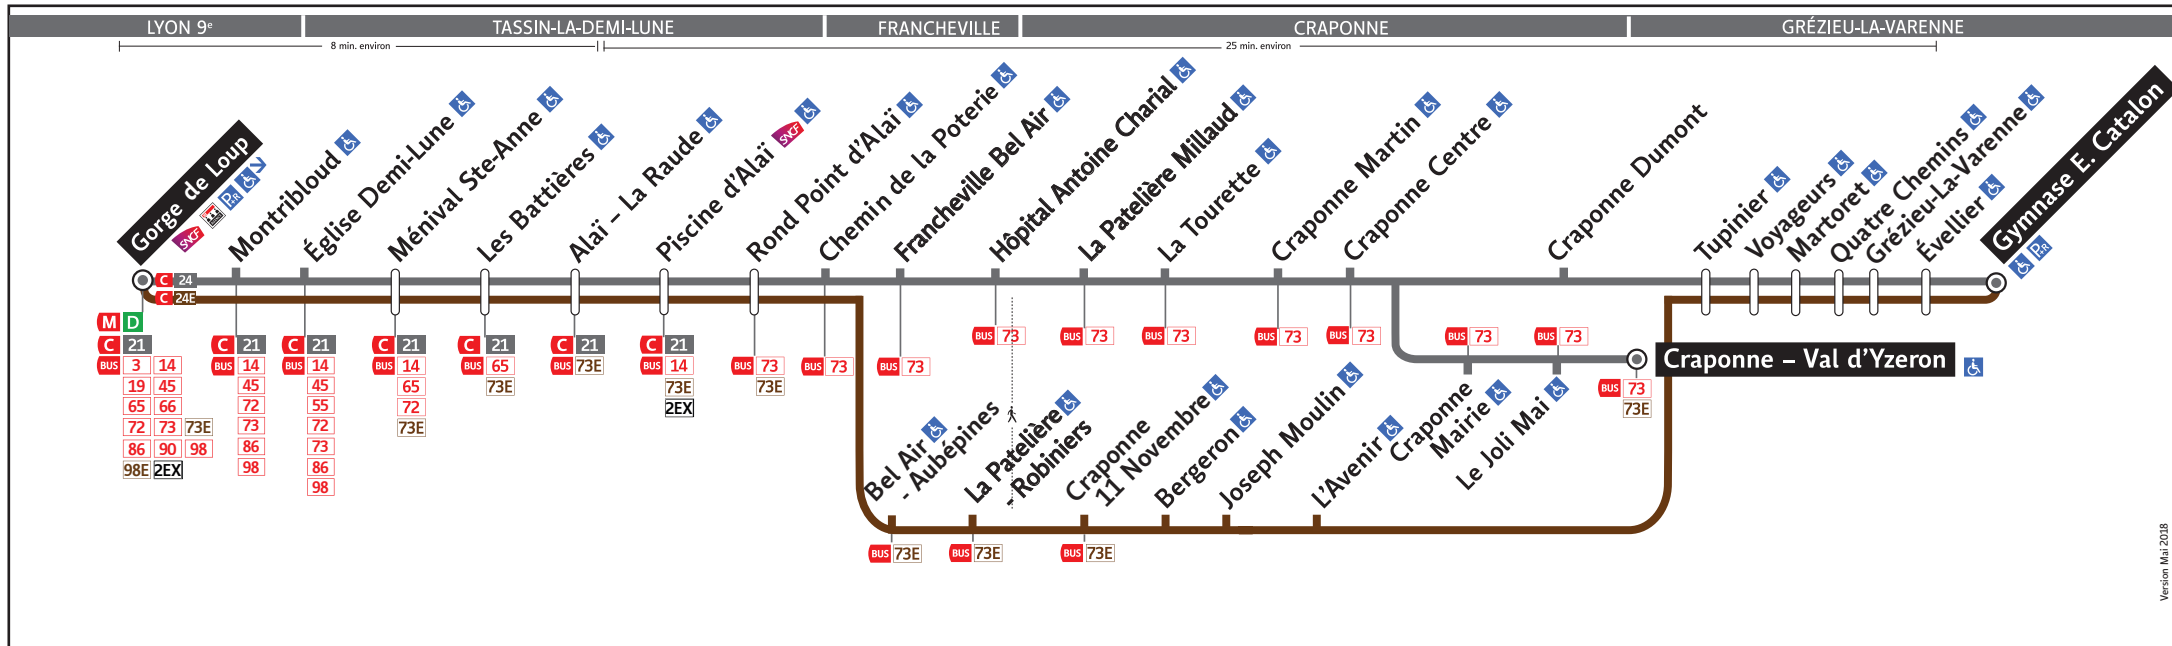 LYON 9e
TASSIN-LA-DEMI-LUNE
FRANCHEVILLE
CRAPONNE
GRÉZIEU-LA-VARENNE
8 min. environ
25 min. environ
Gorge de Loup
SNCF
P+R
Montribloud
Église Demi-Lune
Ménival Ste-Anne
Les Battières
Alaï – La Raude
Piscine d'Alaï
SNCF
Rond Point d'Alaï
Chemin de la Poterie
Francheville Bel Air
Hôpital Antoine Charial
La Patelière Millaud
La Tourette
Craponne Martin
Craponne Centre
Craponne Dumont
Tupinier
Voyageurs
Martoret
Quatre Chemins
Grézieu-La-Varenne
Évellier
Gymnase E. Catalon
P+R
C 24
C 24E
M D
C 21
BUS 3 14
19 45
65 66
72 73 73E
86 90 98
98E 2EX
C 21
BUS 14
45
72
73
86
98
C 21
BUS 14
45
55
72
73
86
98
C 21
BUS 14
65
72
73E
C 21
BUS 65
73E
C 21
BUS 73E
C 21
BUS 14
73E
2EX
BUS 73
73E
BUS 73
BUS 73
BUS 73
BUS 73
BUS 73
BUS 73
BUS 73
BUS 73
BUS 73
Craponne – Val d'Yzeron
BUS 73
73E
Craponne
Mairie
Le Joli Mai
Bel Air
- Aubépines
La Patelière
- Robiniers
Craponne
11 Novembre
Bergeron
Joseph Moulin
L'Avenir
BUS 73E
BUS 73E
BUS 73E
Version Mai 2018